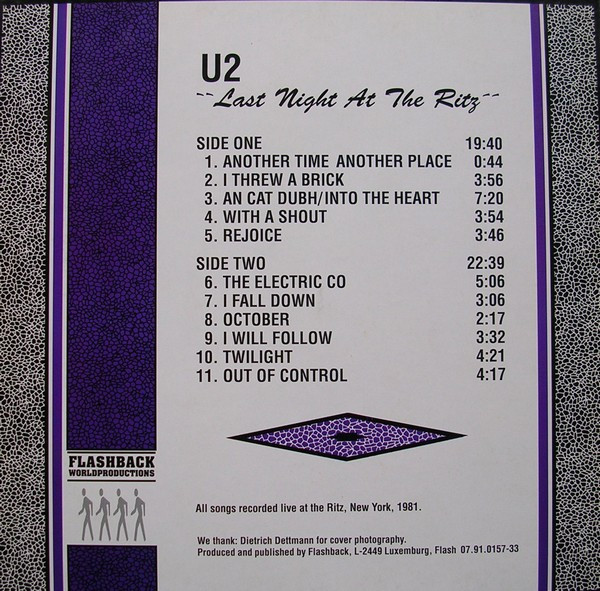 U2
~~Last Night At The Ritz~~
SIDE ONE 19:40
1. ANOTHER TIME ANOTHER PLACE 0:44
2. I THREW A BRICK 3:56
3. AN CAT DUBH/INTO THE HEART 7:20
4. WITH A SHOUT 3:54
5. REJOICE 3:46
SIDE TWO 22:39
6. THE ELECTRIC CO 5:06
7. I FALL DOWN 3:06
8. OCTOBER 2:17
9. I WILL FOLLOW 3:32
10. TWILIGHT 4:21
11. OUT OF CONTROL 4:17
FLASHBACK
WORLDPRODUCTIONS
All songs recorded live at the Ritz, New York, 1981.
We thank: Dietrich Dettmann for cover photography.
Produced and published by Flashback, L-2449 Luxemburg, Flash 07.91.0157-33